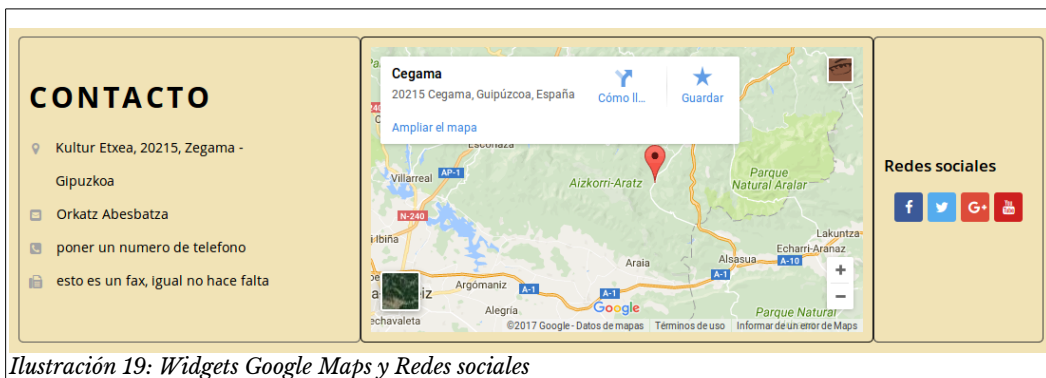 CONTACTO
Kultur Etxea, 20215, Zegama -
Gipuzkoa
Orkatz Abesbatza
poner un numero de telefono
esto es un fax, igual no hace falta
Cegama
20215 Cegama, Guipúzcoa, España
Cómo ll...
Guardar
Ampliar el mapa
Villarreal
AP-1
Aizkorri-Aratz
Parque
Natural Aralar
N-240
Lakuntza
Echarri-Aranaz
Araia
Alsasua
A-10
A-1
Argómaniz
A-1
A-1
Alegría
Google
Parque Natural
echavaleta
©2017 Google - Datos de mapas
Términos de uso
Informar de un error de Maps
+
−
Redes sociales
f
G+
You
Ilustración 19: Widgets Google Maps y Redes sociales